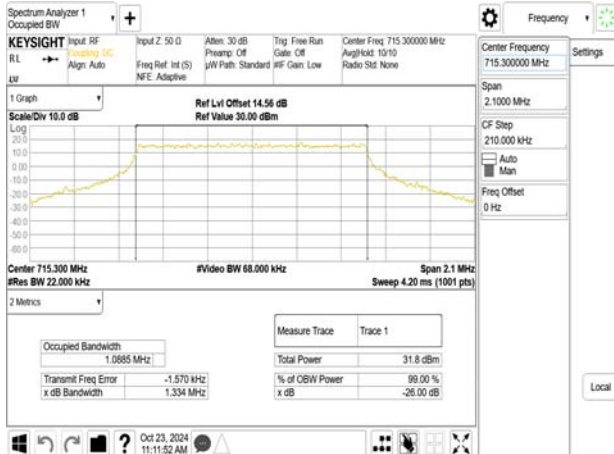 Spectrum Analyzer 1
Occupied BW
+
Frequency
KEYSIGHT
RL
Input: RF
Coupling: DC
Align: Auto
Input Z: 50 Ω
Freq Ref: Int (S)
NFE: Adaptive
Atten: 30 dB
Preamp: Off
µW Path: Standard
Trig: Free Run
Gate: Off
#IF Gain: Low
Center Freq: 715.300000 MHz
Avg|Hold: 10/10
Radio Std: None
Center Frequency
715.300000 MHz
Settings
Span
2.1000 MHz
CF Step
210.000 kHz
Auto
Man
Freq Offset
0 Hz
Local
1 Graph
Scale/Div 10.0 dB
Ref Lvl Offset 14.56 dB
Ref Value 30.00 dBm
Log
20.0
10.0
0.00
-10.0
-20.0
-30.0
-40.0
-50.0
-60.0
Center 715.300 MHz
#Res BW 22.000 kHz
#Video BW 68.000 kHz
Span 2.1 MHz
Sweep 4.20 ms (1001 pts)
2 Metrics
Measure Trace Trace 1
Occupied Bandwidth
1.0885 MHz
Total Power 31.8 dBm
Transmit Freq Error -1.570 kHz
% of OBW Power 99.00 %
x dB Bandwidth 1.334 MHz
x dB -26.00 dB
?
Oct 23, 2024
11:11:52 AM